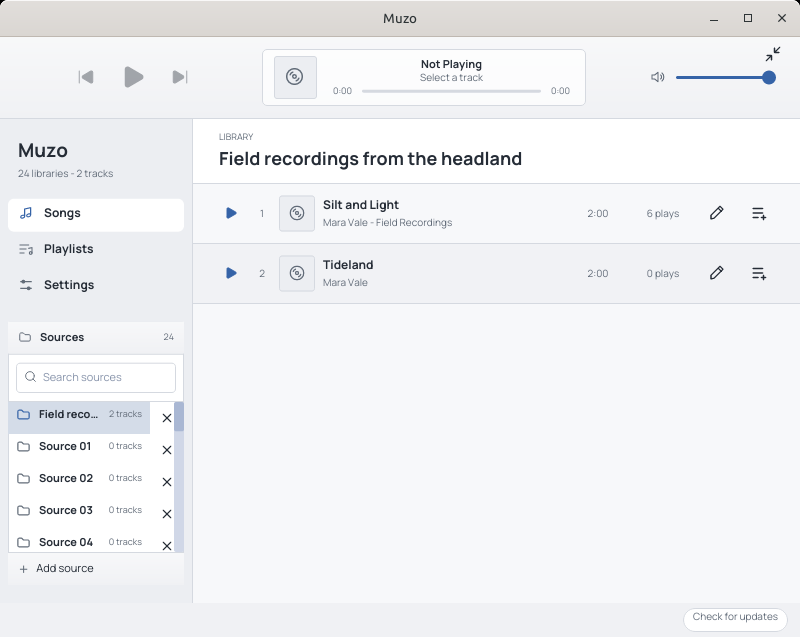 Muzo
Not Playing
Select a track
0:00
0:00
Muzo
24 libraries - 2 tracks
Songs
Playlists
Settings
Sources
24
Search sources
Field reco...
2 tracks
Source 01
0 tracks
Source 02
0 tracks
Source 03
0 tracks
Source 04
0 tracks
Add source
LIBRARY
Field recordings from the headland
1
Silt and Light
Mara Vale - Field Recordings
2:00
6 plays
2
Tideland
Mara Vale
2:00
0 plays
Check for updates